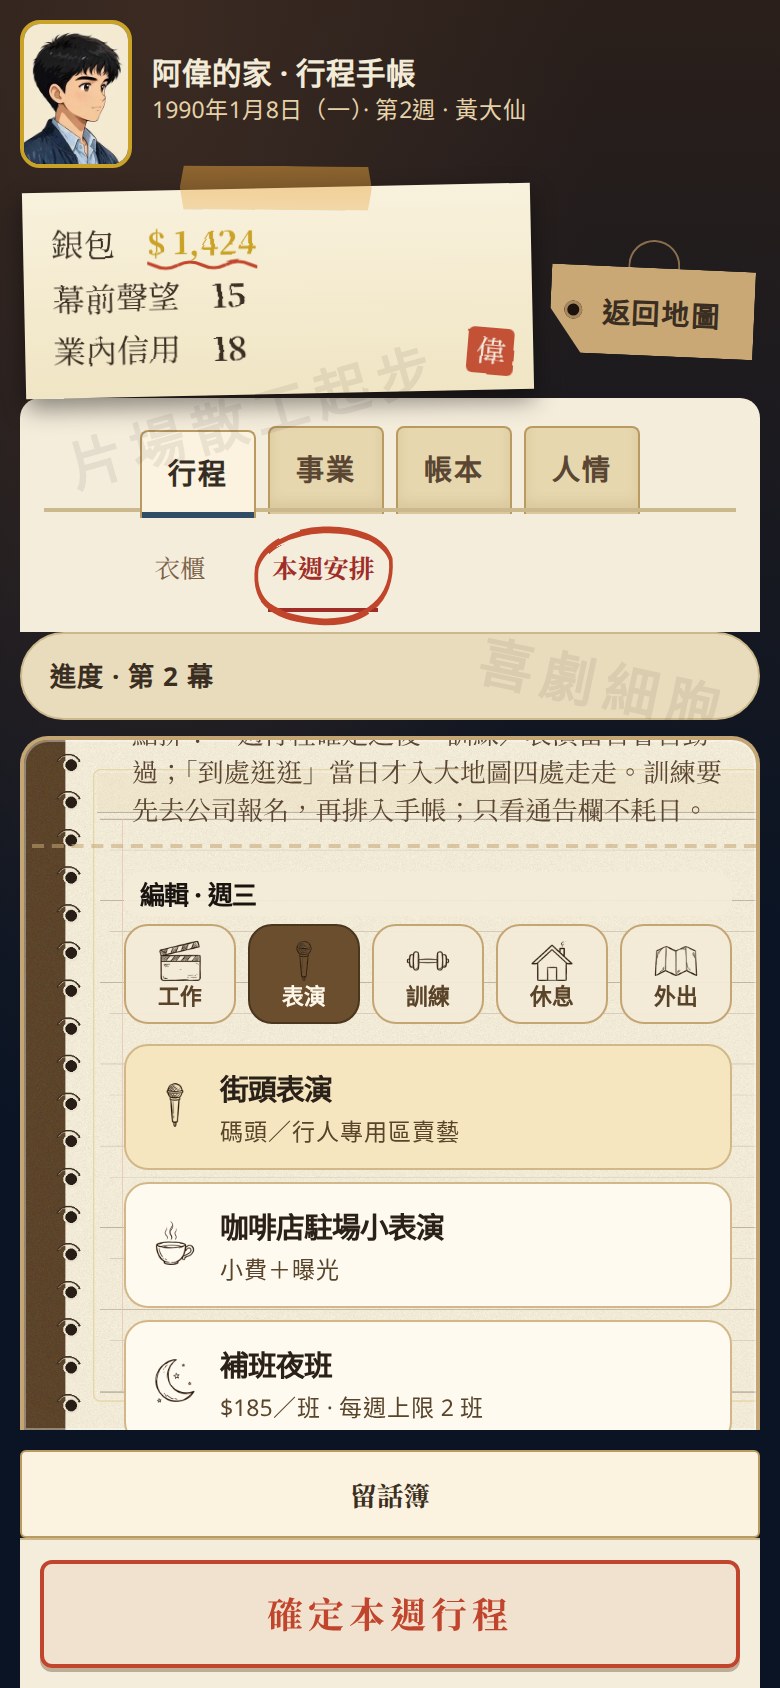 阿偉的家 · 行程手帳
1990年1月8日（一）· 第2週 · 黃大仙
銀包 $ 1,424
幕前聲望 15
業內信用 18
偉
返回地圖
片場散工起步
行程 事業 帳本 人情
衣櫃 本週安排
進度 · 第 2 幕
喜劇細胞
過；「到處逛逛」當日才入大地圖四處走走。訓練要
先去公司報名，再排入手帳；只看通告欄不耗日。
編輯 · 週三
工作 表演 訓練 休息 外出
街頭表演
碼頭／行人專用區賣藝
咖啡店駐場小表演
小費＋曝光
補班夜班
$185／班 · 每週上限 2 班
留話簿
確定本週行程